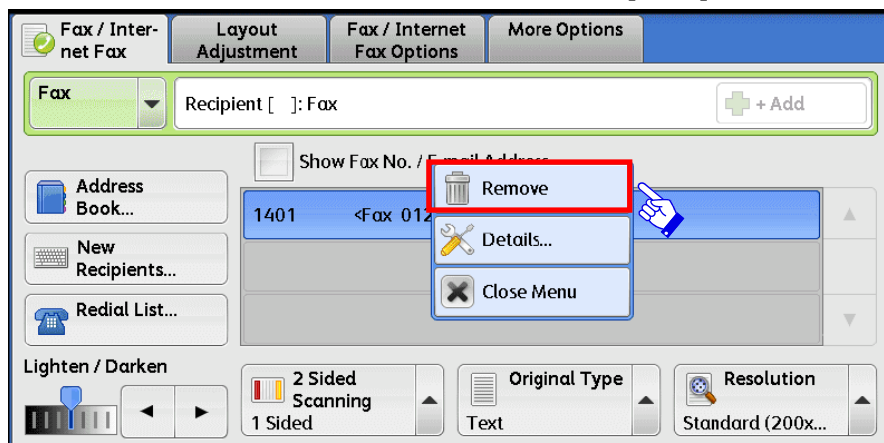 Fax / Inter-
net Fax
Layout
Adjustment
Fax / Internet
Fax Options
More Options
Fax
Recipient [ ]: Fax
+ Add
Show Fax No. / E-mail Address
Address
Book...
New
Recipients...
Redial List...
1401 <Fax 012
Remove
Details...
Close Menu
Lighten / Darken
2 Sided
Scanning
1 Sided
Original Type
Text
Resolution
Standard (200x...